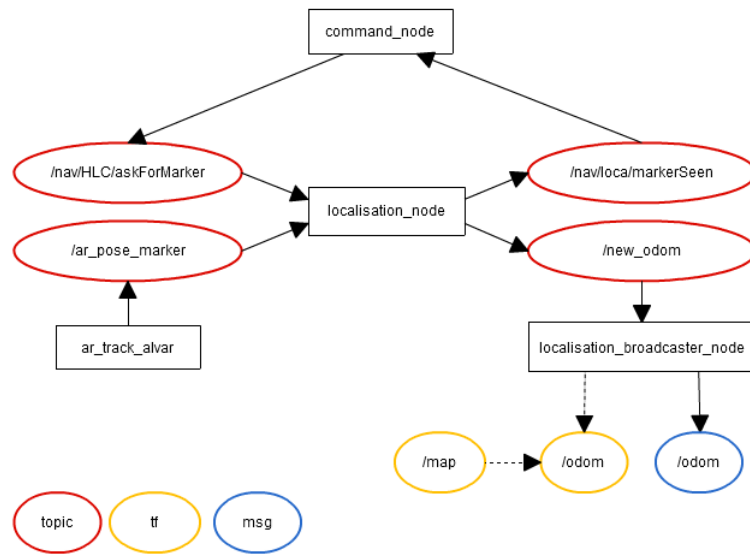 command_node
/nav/HLC/askForMarker
/nav/loca/markerSeen
localisation_node
/ar_pose_marker
/new_odom
ar_track_alvar
localisation_broadcaster_node
/map
/odom
/odom
topic
tf
msg